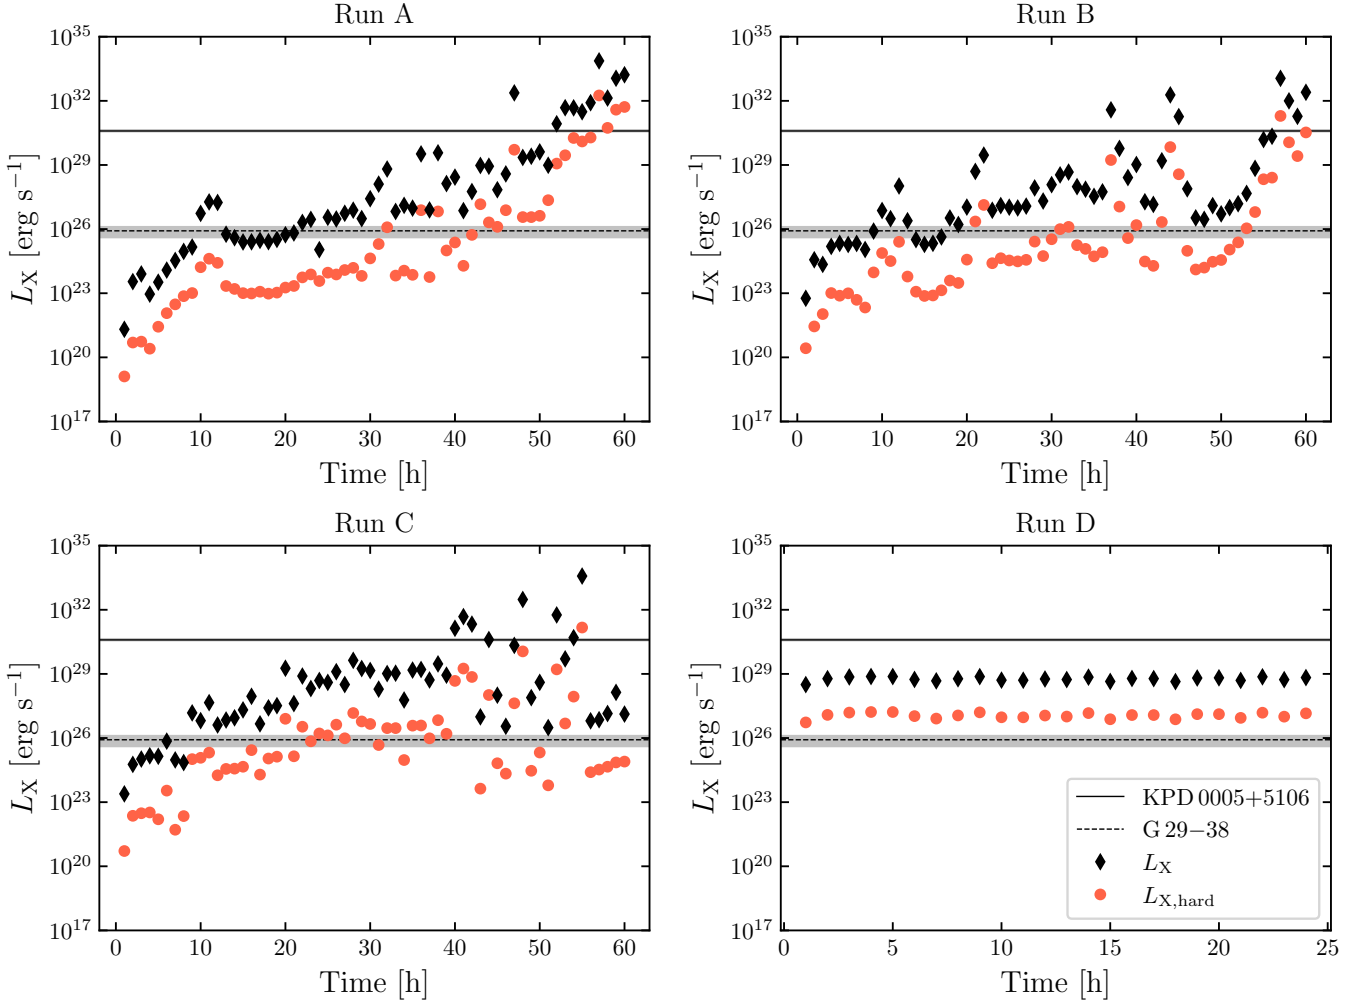 Run A
10^35
10^32
10^29
10^26
10^23
10^20
10^17
L_X [erg s^−1]
0 10 20 30 40 50 60
Time [h]
Run B
10^35
10^32
10^29
10^26
10^23
10^20
10^17
L_X [erg s^−1]
0 10 20 30 40 50 60
Time [h]
Run C
10^35
10^32
10^29
10^26
10^23
10^20
10^17
L_X [erg s^−1]
0 10 20 30 40 50 60
Time [h]
Run D
10^35
10^32
10^29
10^26
10^23
10^20
10^17
L_X [erg s^−1]
0 5 10 15 20 25
Time [h]
KPD 0005+5106
G 29−38
L_X
L_X,hard